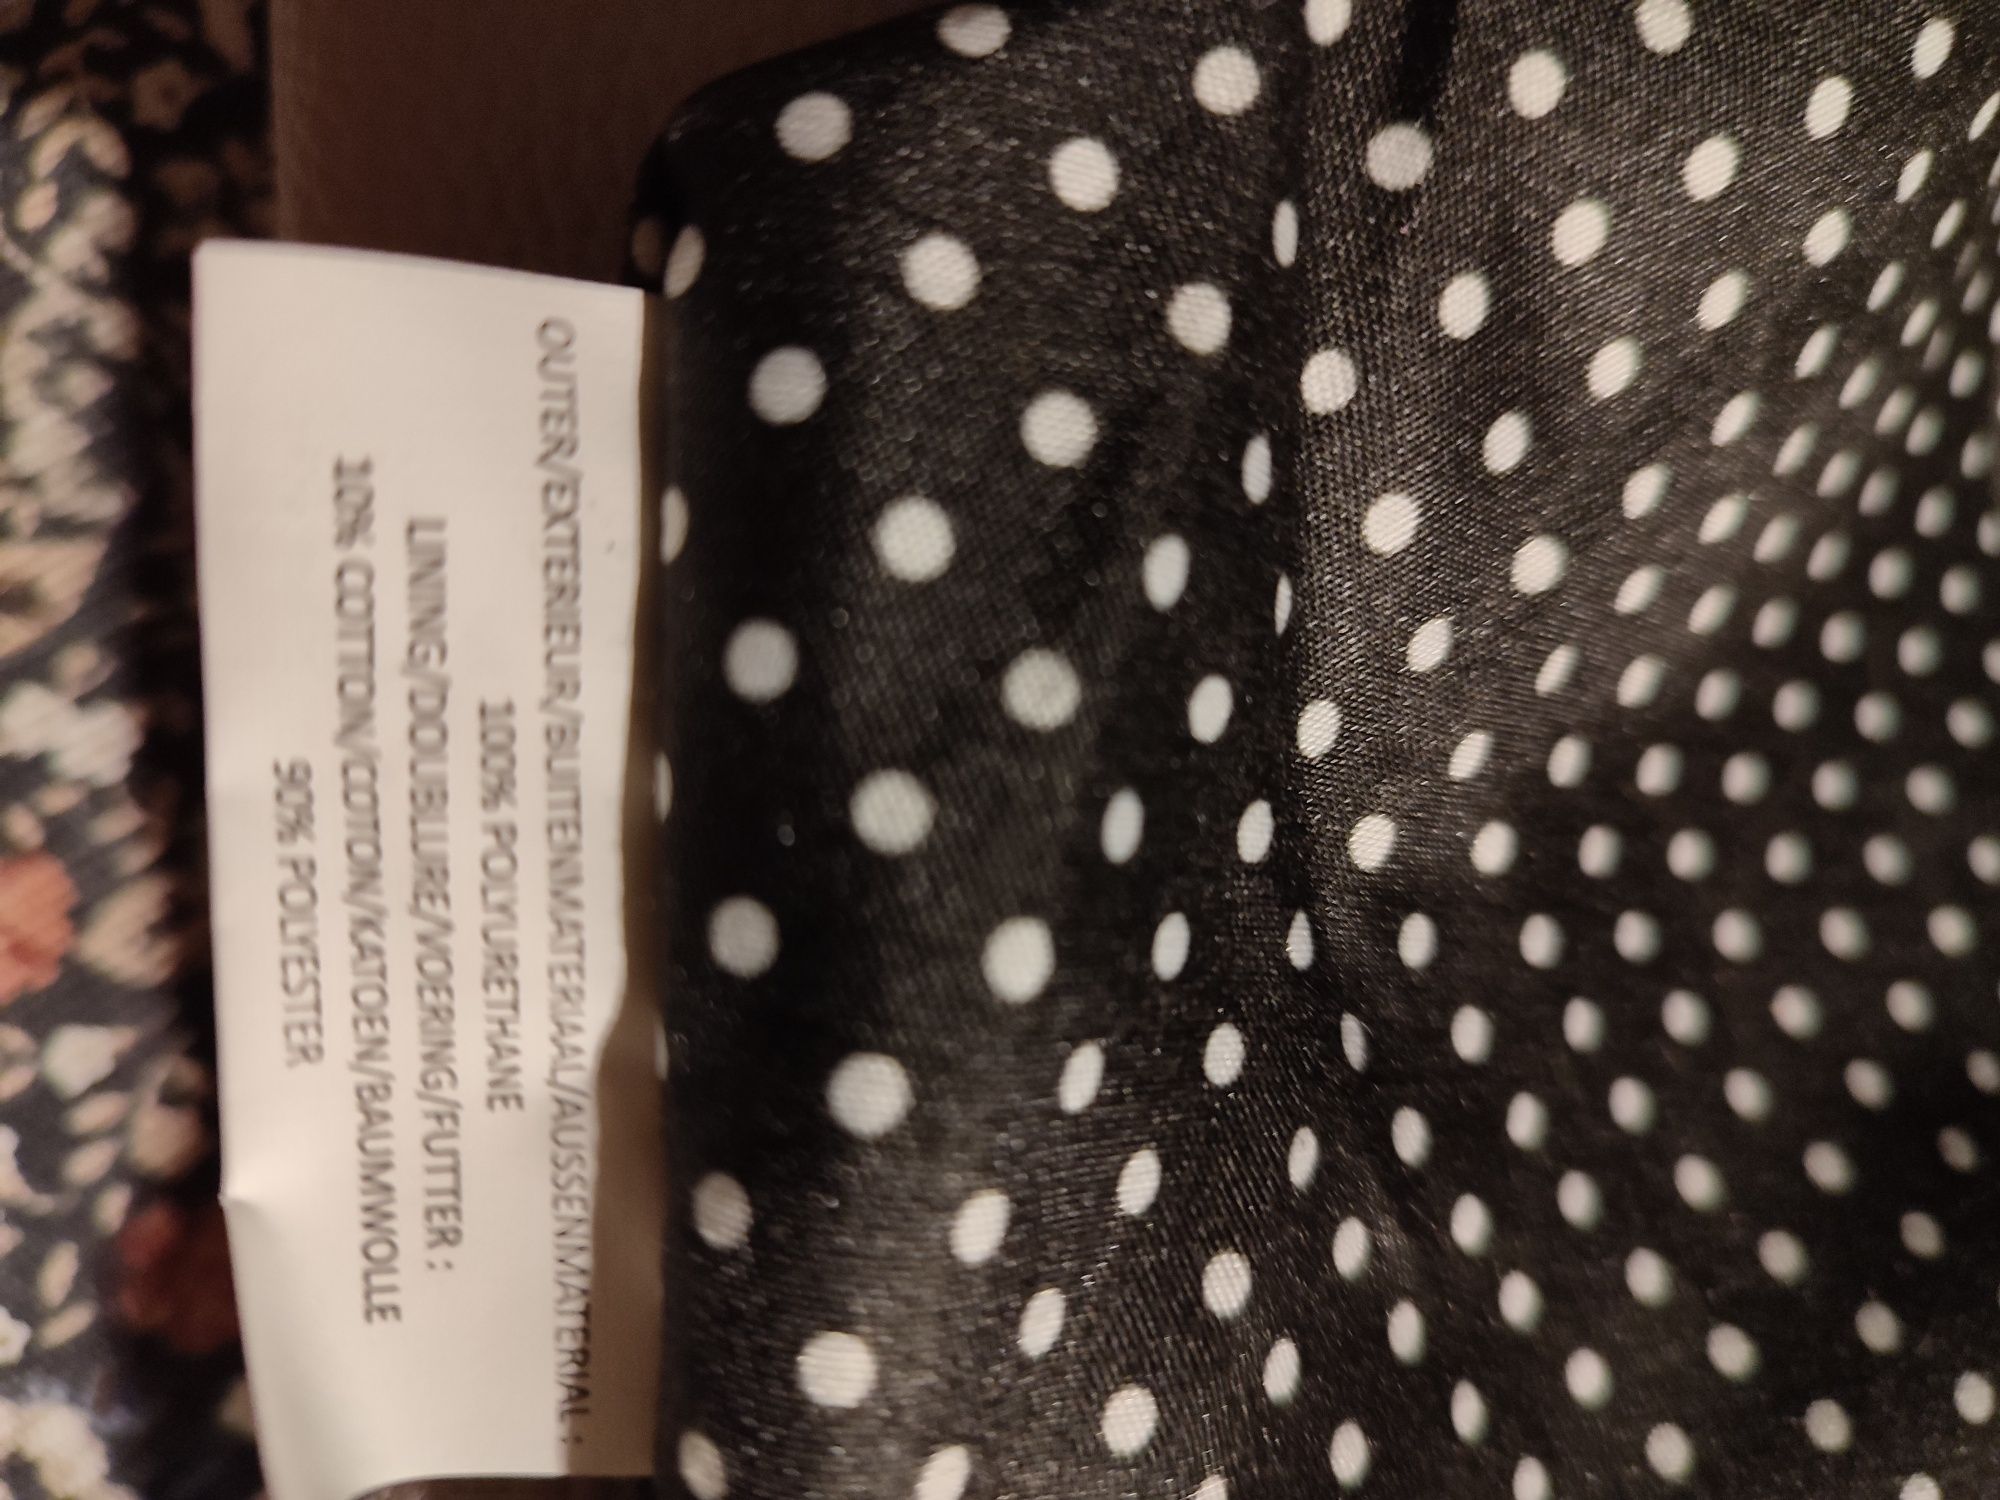 OUTER/EXTERIEUR/BUITENMATERIAAL/AUSSENMATERIAL :
100% POLYURETHANE
LINING/DOUBLURE/VOERING/FUTTER :
10% COTTON/COTON/KATOEN/BAUMWOLLE
90% POLYESTER